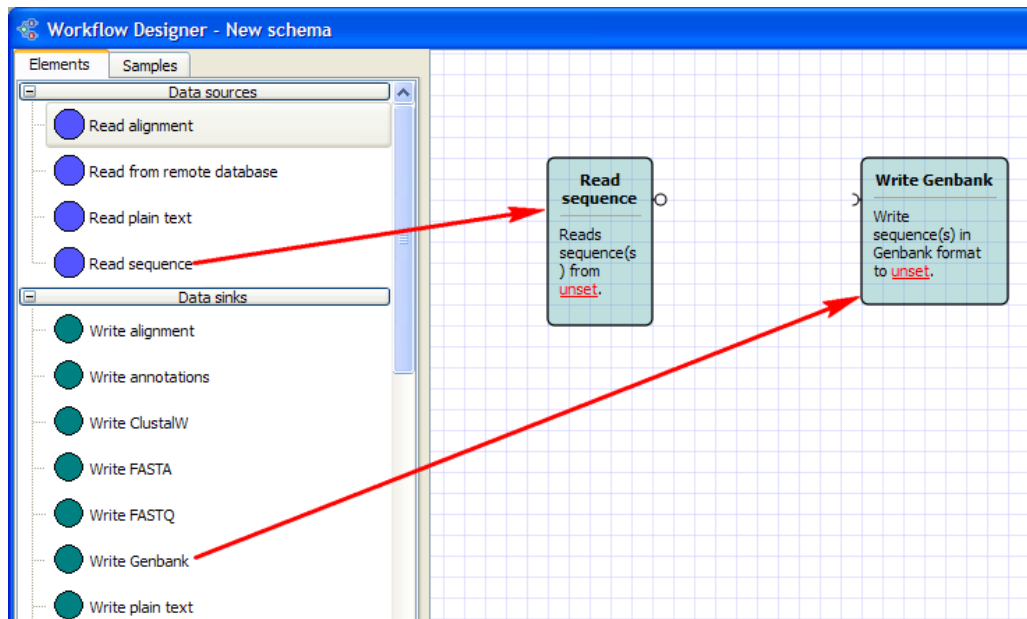 Workflow Designer - New schema
Elements
Samples
Data sources
Read alignment
Read from remote database
Read plain text
Read sequence
Data sinks
Write alignment
Write annotations
Write ClustalW
Write FASTA
Write FASTQ
Write Genbank
Write plain text
Read
sequence
Reads
sequence(s
) from
unset.
Write Genbank
Write
sequence(s) in
Genbank format
to unset.